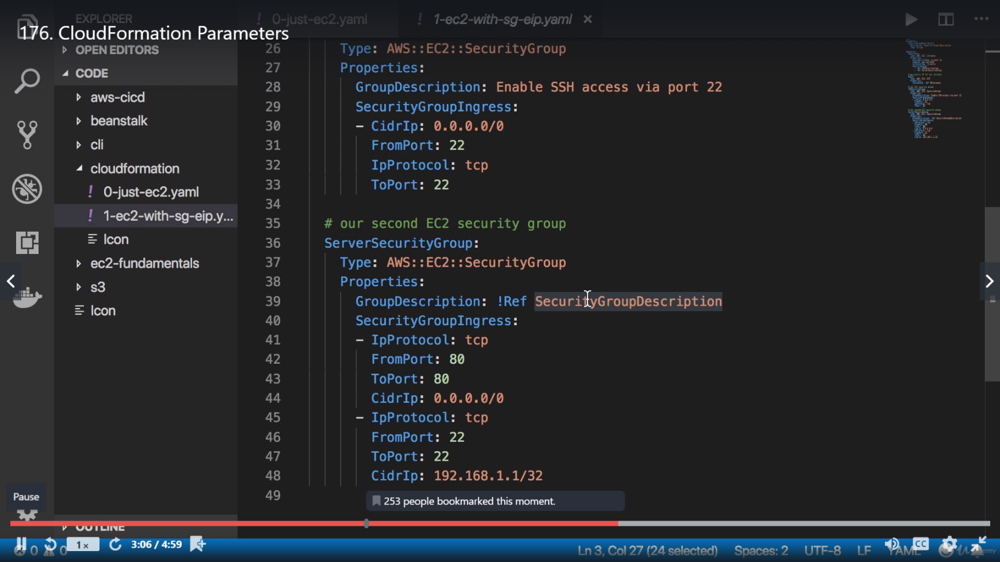 EXPLORER
176. CloudFormation Parameters
0-just-ec2.yaml
1-ec2-with-sg-eip.yaml
OPEN EDITORS
CODE
aws-cicd
beanstalk
cli
cloudformation
! 0-just-ec2.yaml
! 1-ec2-with-sg-eip.y...
Icon
ec2-fundamentals
s3
Icon
OUTLINE
26 Type: AWS::EC2::SecurityGroup
27 Properties:
28 GroupDescription: Enable SSH access via port 22
29 SecurityGroupIngress:
30 - CidrIp: 0.0.0.0/0
31 FromPort: 22
32 IpProtocol: tcp
33 ToPort: 22
34
35 # our second EC2 security group
36 ServerSecurityGroup:
37 Type: AWS::EC2::SecurityGroup
38 Properties:
39 GroupDescription: !Ref SecurityGroupDescription
40 SecurityGroupIngress:
41 - IpProtocol: tcp
42 FromPort: 80
43 ToPort: 80
44 CidrIp: 0.0.0.0/0
45 - IpProtocol: tcp
46 FromPort: 22
47 ToPort: 22
48 CidrIp: 192.168.1.1/32
49
Pause
253 people bookmarked this moment.
0 0
1x
3:06 / 4:59
Ln 3, Col 27 (24 selected) Spaces: 2 UTF-8 LF YAML
CC